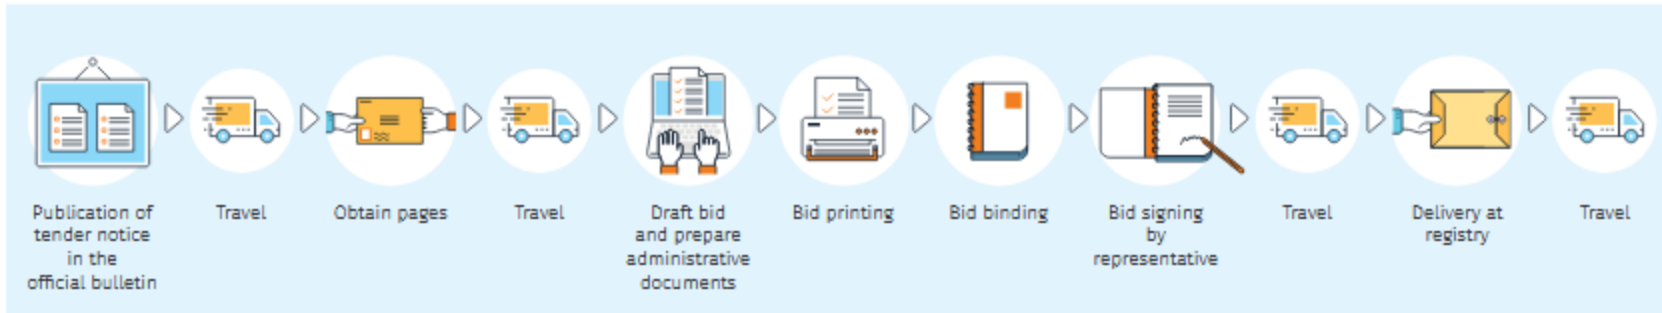 Publication of
tender notice
in the
official bulletin
Travel
Obtain pages
Travel
Draft bid
and prepare
administrative
documents
Bid printing
Bid binding
Bid signing
by
representative
Travel
Delivery at
registry
Travel